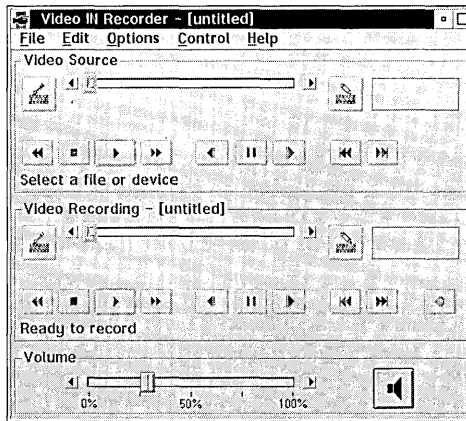 Video IN Recorder - [untitled]
File Edit Options Control Help
Video Source
Select a file or device
Video Recording - [untitled]
Ready to record
Volume
0% 50% 100%